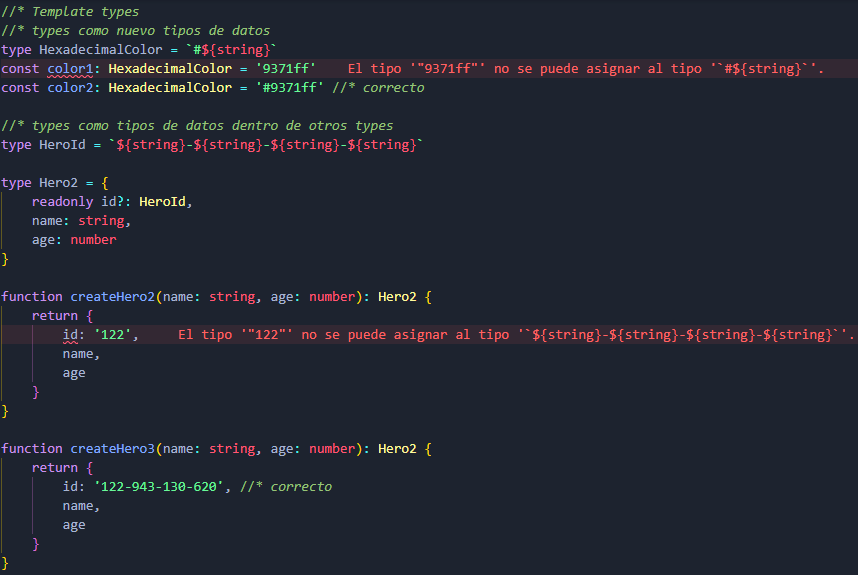 //* Template types
//* types como nuevo tipos de datos
type HexadecimalColor = `#${string}`
const color1: HexadecimalColor = '9371ff'    El tipo '"9371ff"' no se puede asignar al tipo '`#${string}`'.
const color2: HexadecimalColor = '#9371ff' //* correcto

//* types como tipos de datos dentro de otros types
type HeroId = `${string}-${string}-${string}-${string}`

type Hero2 = {
    readonly id?: HeroId,
    name: string,
    age: number
}

function createHero2(name: string, age: number): Hero2 {
    return {
        id: '122',     El tipo '"122"' no se puede asignar al tipo '`${string}-${string}-${string}-${string}`'.
        name,
        age
    }
}

function createHero3(name: string, age: number): Hero2 {
    return {
        id: '122-943-130-620', //* correcto
        name,
        age
    }
}